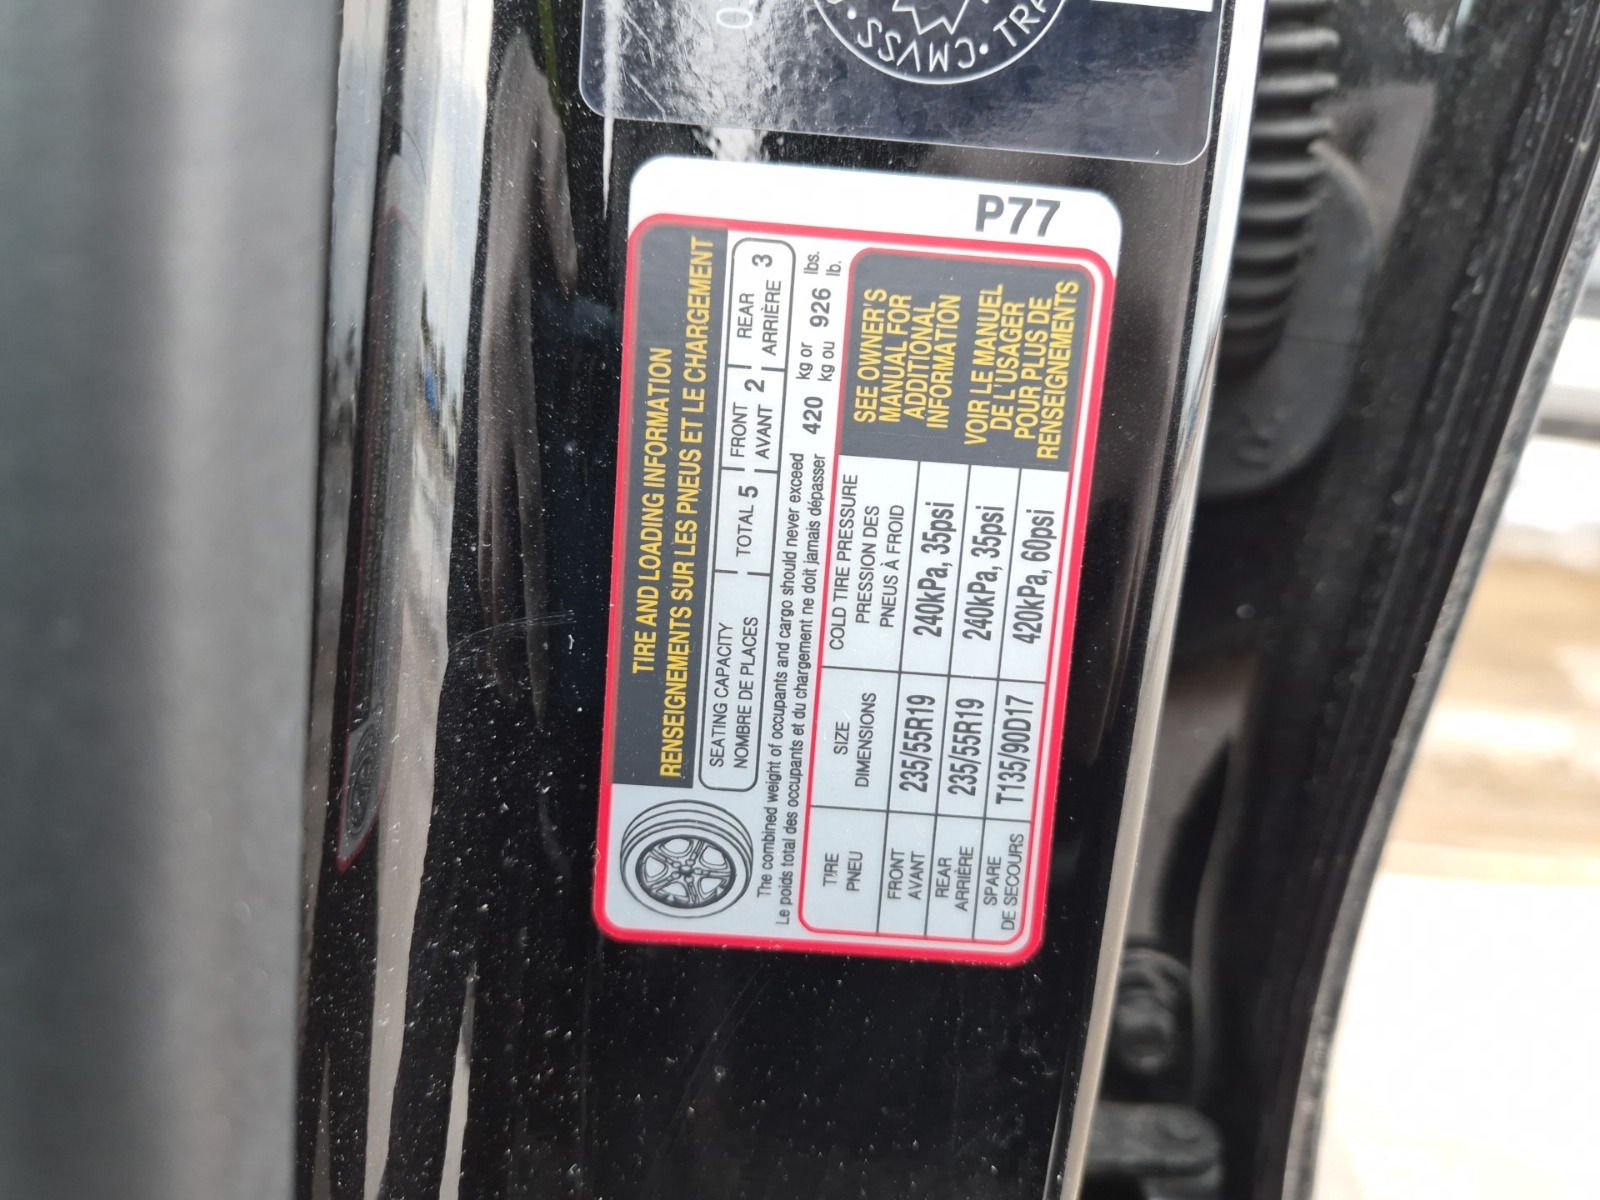 CMVSS • TRA
P77
TIRE AND LOADING INFORMATION
RENSEIGNEMENTS SUR LES PNEUS ET LE CHARGEMENT
SEATING CAPACITY
NOMBRE DE PLACES
TOTAL 5
FRONT
AVANT 2
REAR
ARRIÈRE 3
The combined weight of occupants and cargo should never exceed 420 kg or 926 lbs.
Le poids total des occupants et du chargement ne doit jamais dépasser kg ou lb.
TIRE
PNEU
SIZE
DIMENSIONS
COLD TIRE PRESSURE
PRESSION DES
PNEUS À FROID
FRONT
AVANT
235/55R19
240kPa, 35psi
REAR
ARRIÈRE
235/55R19
240kPa, 35psi
SPARE
DE SECOURS
T135/90D17
420kPa, 60psi
SEE OWNER'S
MANUAL FOR
ADDITIONAL
INFORMATION
VOIR LE MANUEL
DE L'USAGER
POUR PLUS DE
RENSEIGNEMENTS